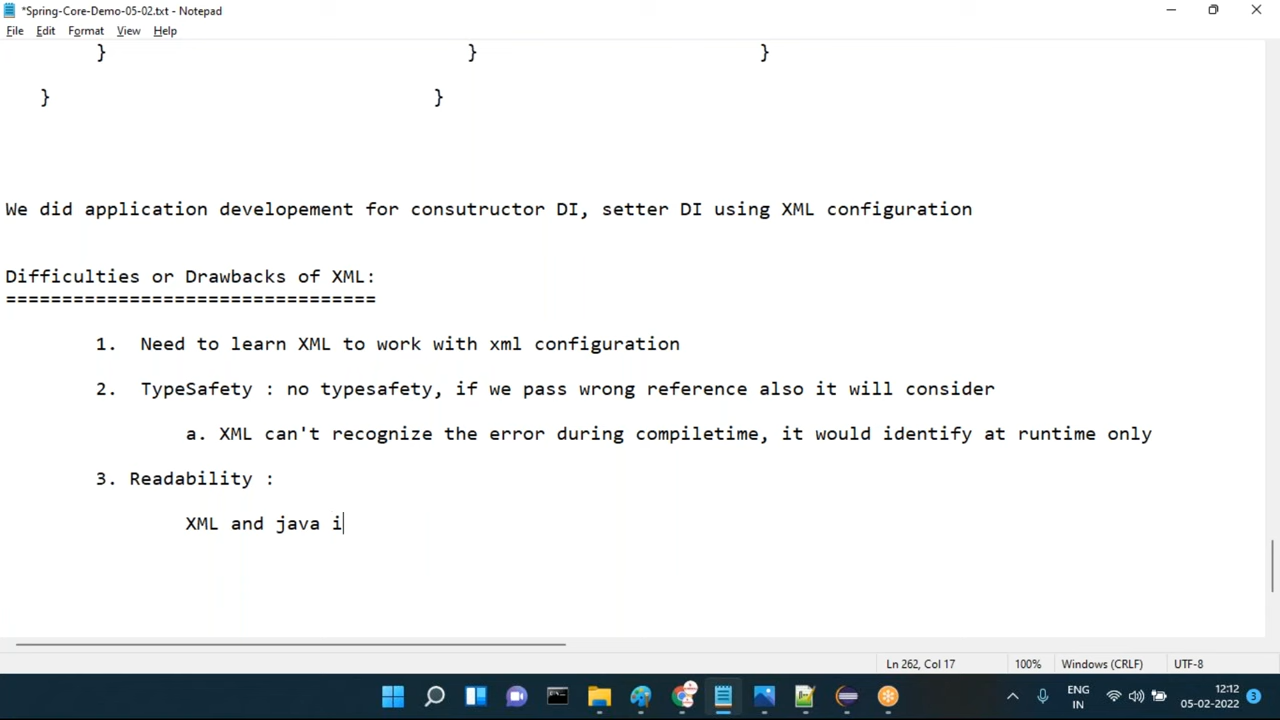 *Spring-Core-Demo-05-02.txt - Notepad
File Edit Format View Help
} } }
} }
We did application developement for consutructor DI, setter DI using XML configuration
Difficulties or Drawbacks of XML:
=================================
1. Need to learn XML to work with xml configuration
2. TypeSafety : no typesafety, if we pass wrong reference also it will consider
a. XML can't recognize the error during compiletime, it would identify at runtime only
3. Readability :
XML and java i
Ln 262, Col 17 100% Windows (CRLF) UTF-8
ENG 12:12
IN 05-02-2022 3